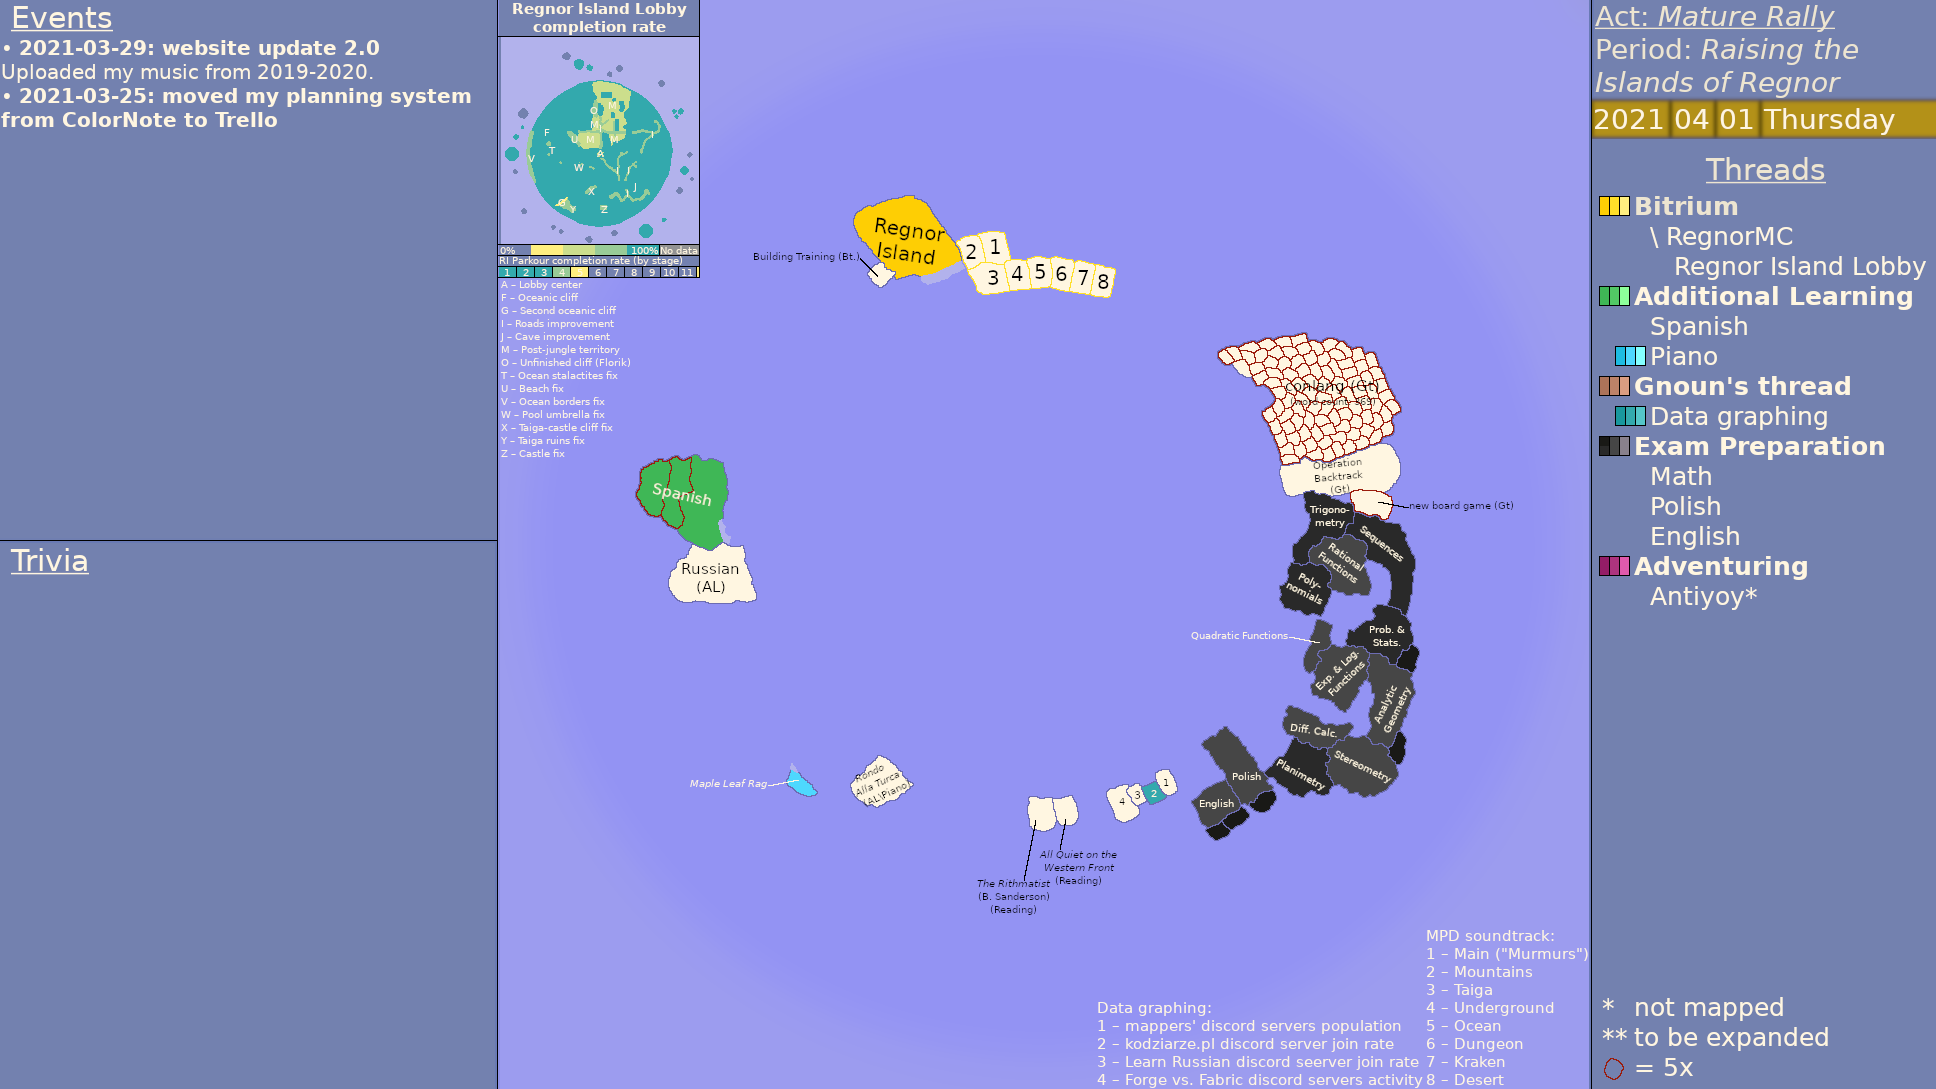 Events
• 2021-03-29: website update 2.0
Uploaded my music from 2019-2020.
• 2021-03-25: moved my planning system
from ColorNote to Trello
Trivia
Regnor Island Lobby
completion rate
M
O
M
F
U
M
M
I
T
V
A
W
I
I
X
J
I
G
Y
Z
0%
100%
No data
RI Parkour completion rate (by stage)
1 2 3 4 5 6 7 8 9 10 11
A – Lobby center
F – Oceanic cliff
G – Second oceanic cliff
I – Roads improvement
J – Cave improvement
M – Post-jungle territory
O – Unfinished cliff (Florik)
T – Ocean stalactites fix
U – Beach fix
V – Ocean borders fix
W – Pool umbrella fix
X – Taiga-castle cliff fix
Y – Taiga ruins fix
Z – Castle fix
Regnor
Island
Building Training (Bt.)
2 1
3 4 5 6 7 8
conlang (Gt)
(word count: 365)
Operation
Backtrack
(Gt)
new board game (Gt)
Spanish
Russian
(AL)
Trigono-
metry
Sequences
Rational
Functions
Poly-
nomials
Quadratic Functions
Prob. &
Stats.
Exp. & Log.
Functions
Analytic
Geometry
Diff. Calc.
Planimetry
Stereometry
Polish
English
Maple Leaf Rag
Rondo
Alla Turca
(AL\Piano)
4 3 2 1
All Quiet on the
Western Front
(Reading)
The Rithmatist
(B. Sanderson)
(Reading)
Data graphing:
1 – mappers' discord servers population
2 – kodziarze.pl discord server join rate
3 – Learn Russian discord seerver join rate
4 – Forge vs. Fabric discord servers activity
MPD soundtrack:
1 – Main ("Murmurs")
2 – Mountains
3 – Taiga
4 – Underground
5 – Ocean
6 – Dungeon
7 – Kraken
8 – Desert
Act: Mature Rally
Period: Raising the
Islands of Regnor
2021 04 01 Thursday
Threads
Bitrium
\ RegnorMC
Regnor Island Lobby
Additional Learning
Spanish
Piano
Gnoun's thread
Data graphing
Exam Preparation
Math
Polish
English
Adventuring
Antiyoy*
* not mapped
** to be expanded
= 5x